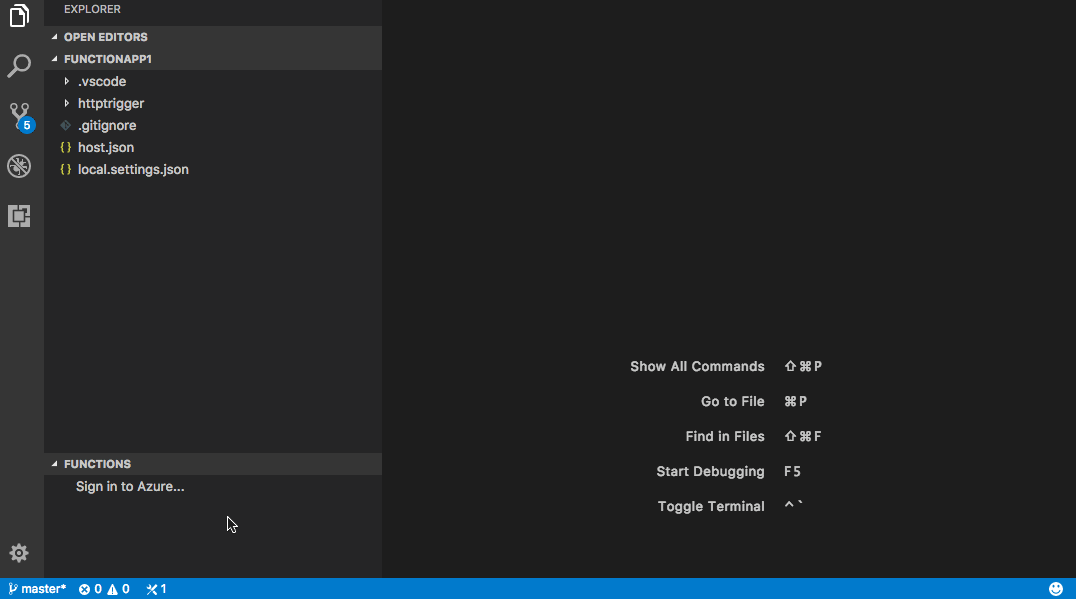 EXPLORER
OPEN EDITORS
FUNCTIONAPP1
.vscode
httptrigger
.gitignore
{} host.json
{} local.settings.json
5
FUNCTIONS
Sign in to Azure...
Show All Commands ⇧⌘P
Go to File ⌘P
Find in Files ⇧⌘F
Start Debugging F5
Toggle Terminal ^`
master* 0 0 1